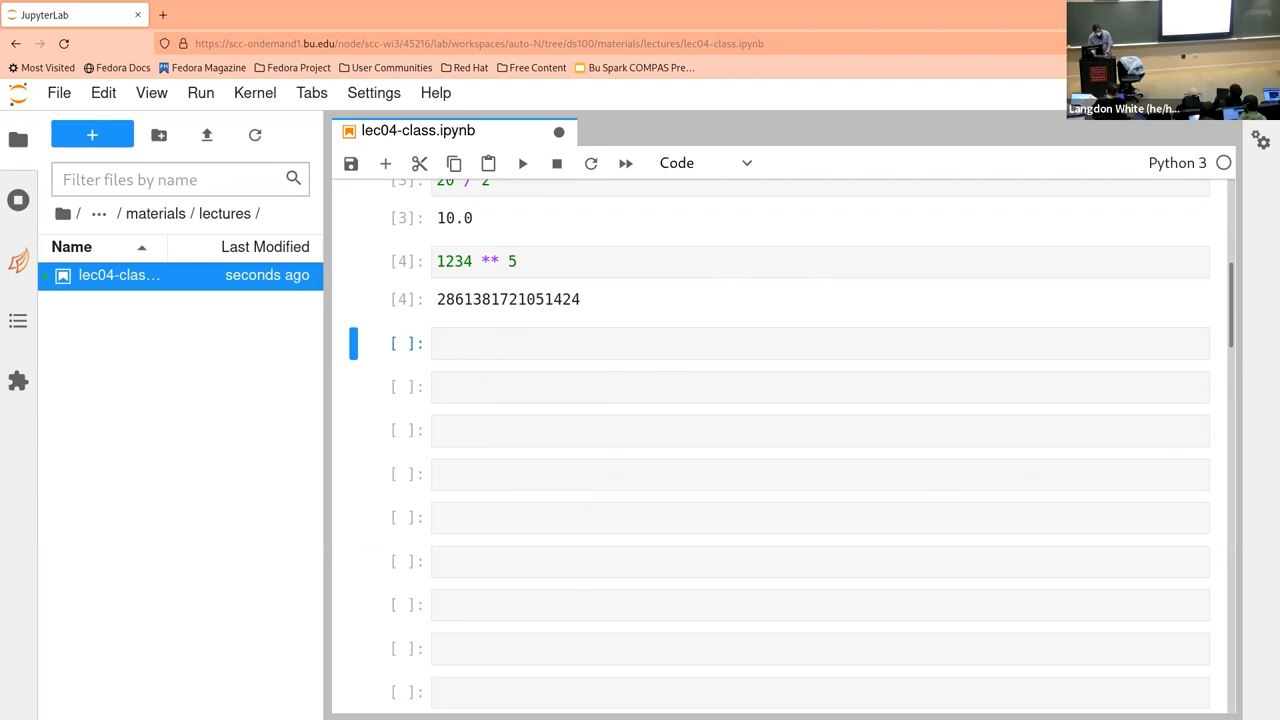 JupyterLab
https://scc-ondemand1.bu.edu/node/scc-wi3/45216/lab/workspaces/auto-N/tree/ds100/materials/lectures/lec04-class.ipynb
Most Visited Fedora Docs Fedora Magazine Fedora Project User Communities Red Hat Free Content Bu Spark COMPAS Pre…
Langdon White (he/h...
File Edit View Run Kernel Tabs Settings Help
lec04-class.ipynb
Code
Python 3
Filter files by name
/ ... / materials / lectures /
Name Last Modified
lec04-clas… seconds ago
[3]: 20 / 2
[3]: 10.0
[4]: 1234 ** 5
[4]: 2861381721051424
[ ]:
[ ]:
[ ]:
[ ]:
[ ]:
[ ]:
[ ]:
[ ]:
[ ]: